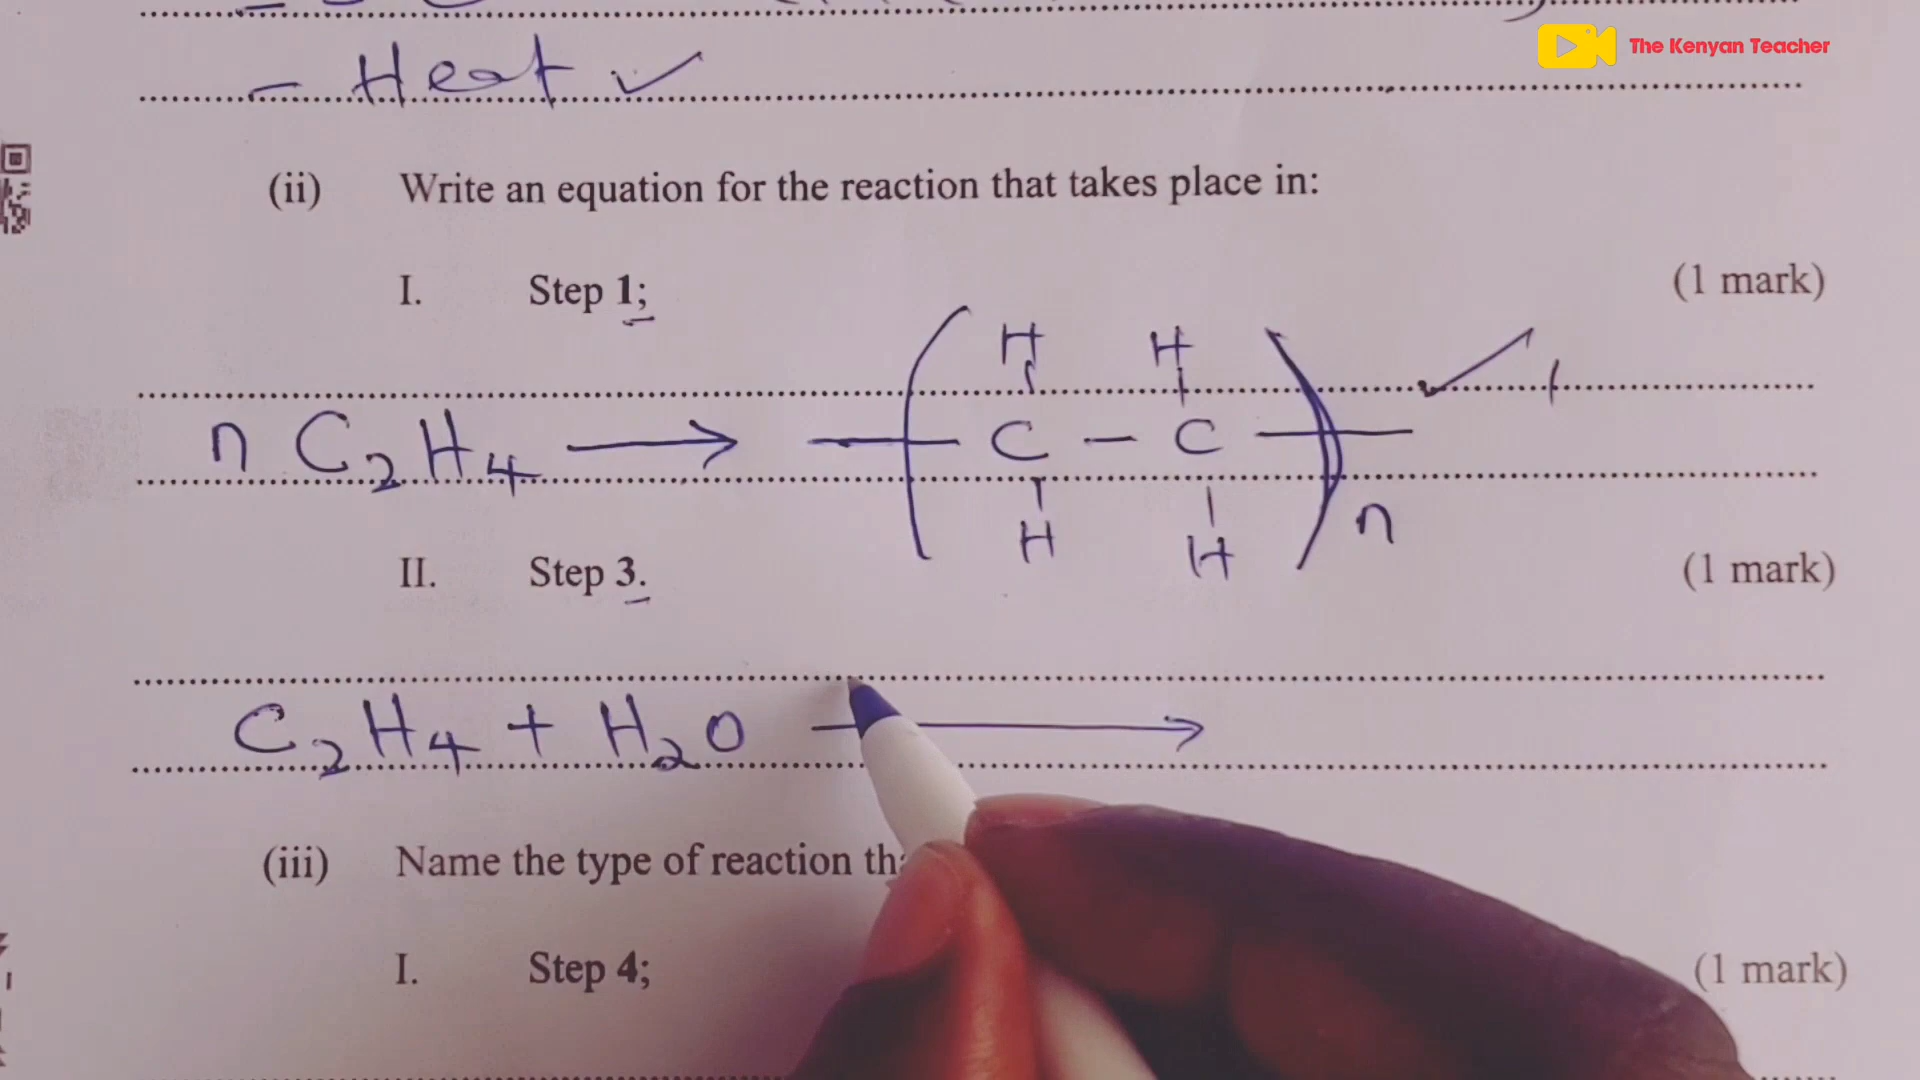 The Kenyan Teacher
- Heat ✓
(ii) Write an equation for the reaction that takes place in:
I. Step 1; (1 mark)
H H
n C2H4 → ( C - C )n ✓ 1
H H
II. Step 3. (1 mark)
C2H4 + H2O →
(iii) Name the type of reaction
I. Step 4; (1 mark)